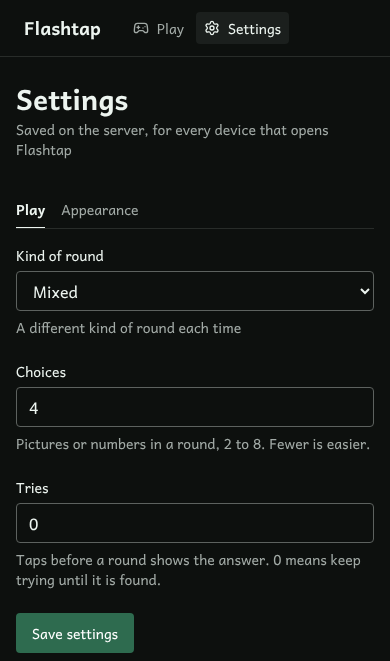 Flashtap
Play
Settings
Settings
Saved on the server, for every device that opens
Flashtap
Play
Appearance
Kind of round
Mixed
A different kind of round each time
Choices
4
Pictures or numbers in a round, 2 to 8. Fewer is easier.
Tries
0
Taps before a round shows the answer. 0 means keep
trying until it is found.
Save settings